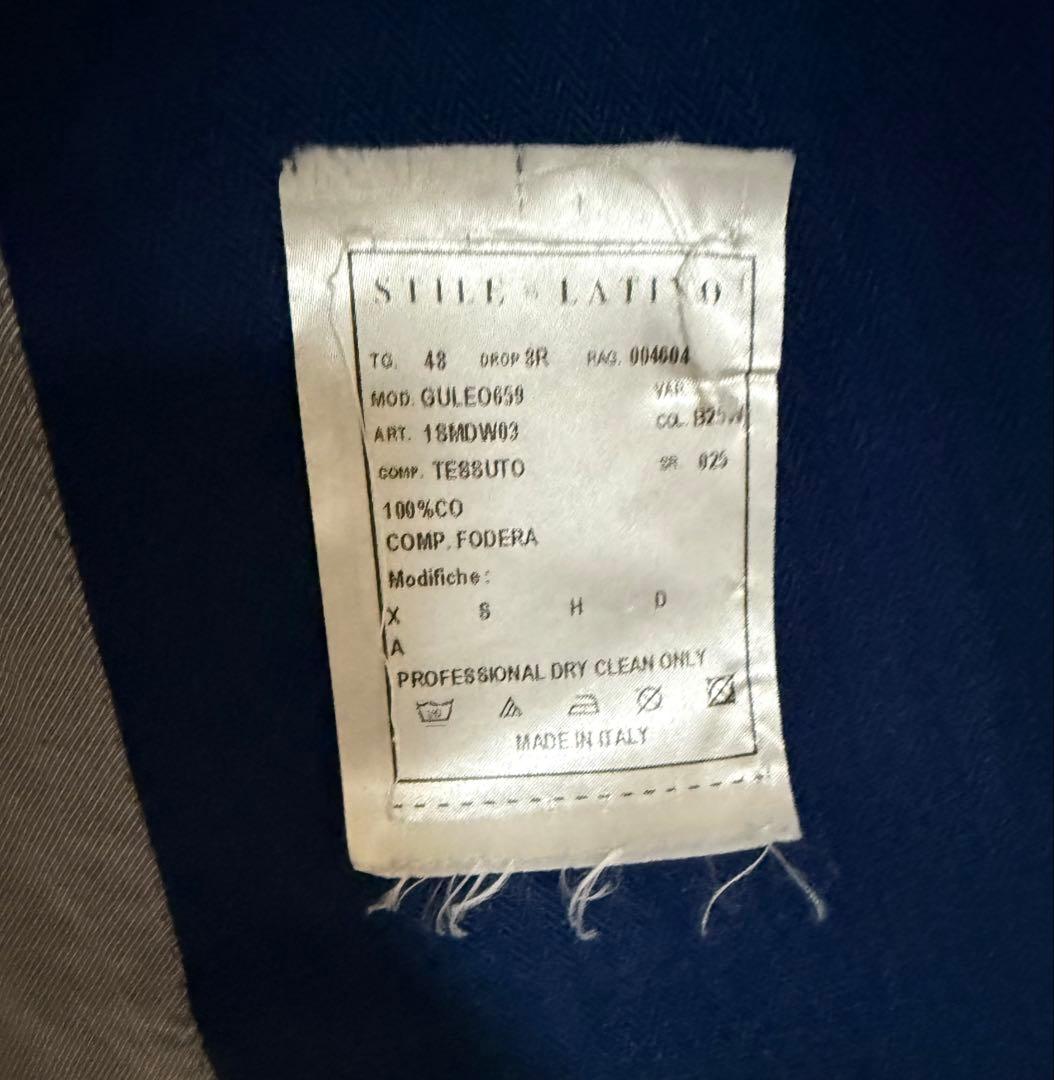 STILE LATINO
TG. 48 DROP 8R RAG. 004604
MOD. GULEO659 VAR.
ART. 18MDW03 COL.
COMP. TESSUTO SR 025
100%CO
COMP. FODERA
Modifiche:
X S H D
A
PROFESSIONAL DRY CLEAN ONLY
MADE IN ITALY